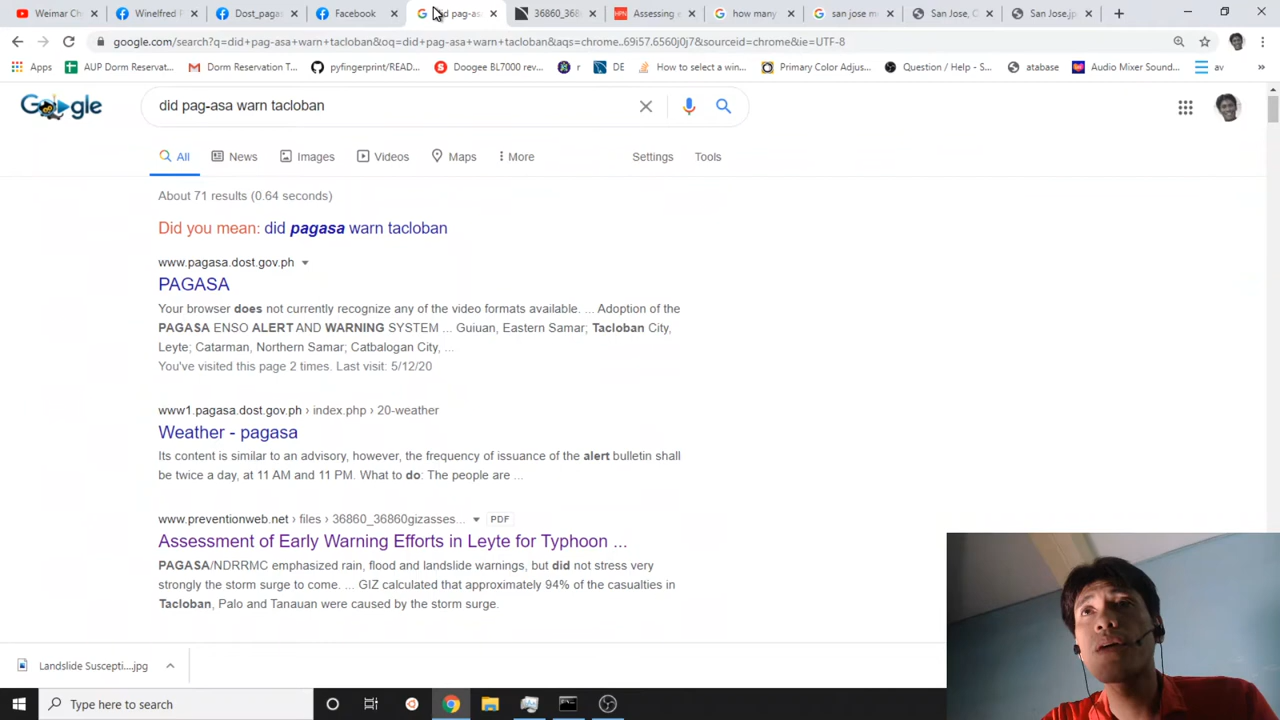 Weimar Ch
Winelfred F
Dost_pagas
Facebook
d pag-as
36860_368
Assessing e
how many
san jose m
San Jose, C
San Jose.jp
google.com/search?q=did+pag-asa+warn+tacloban&oq=did+pag-asa+warn+tacloban&aqs=chrome..69i57.6560j0j7&sourceid=chrome&ie=UTF-8
Apps
AUP Dorm Reservat...
Dorm Reservation T...
pyfingerprint/READ...
Doogee BL7000 rev...
r
DE
How to select a win...
Primary Color Adjus...
Question / Help - S...
atabase
Audio Mixer Sound...
av
»
Google
did pag-asa warn tacloban
All
News
Images
Videos
Maps
More
Settings
Tools
About 71 results (0.64 seconds)
Did you mean: did pagasa warn tacloban
www.pagasa.dost.gov.ph
PAGASA
Your browser does not currently recognize any of the video formats available. ... Adoption of the
PAGASA ENSO ALERT AND WARNING SYSTEM ... Guiuan, Eastern Samar; Tacloban City,
Leyte; Catarman, Northern Samar; Catbalogan City, ...
You've visited this page 2 times. Last visit: 5/12/20
www1.pagasa.dost.gov.ph › index.php › 20-weather
Weather - pagasa
Its content is similar to an advisory, however, the frequency of issuance of the alert bulletin shall
be twice a day, at 11 AM and 11 PM. What to do: The people are ...
www.preventionweb.net › files › 36860_36860gizasses...
PDF
Assessment of Early Warning Efforts in Leyte for Typhoon ...
PAGASA/NDRRMC emphasized rain, flood and landslide warnings, but did not stress very
strongly the storm surge to come. ... GIZ calculated that approximately 94% of the casualties in
Tacloban, Palo and Tanauan were caused by the storm surge.
Landslide Suscepti....jpg
Type here to search